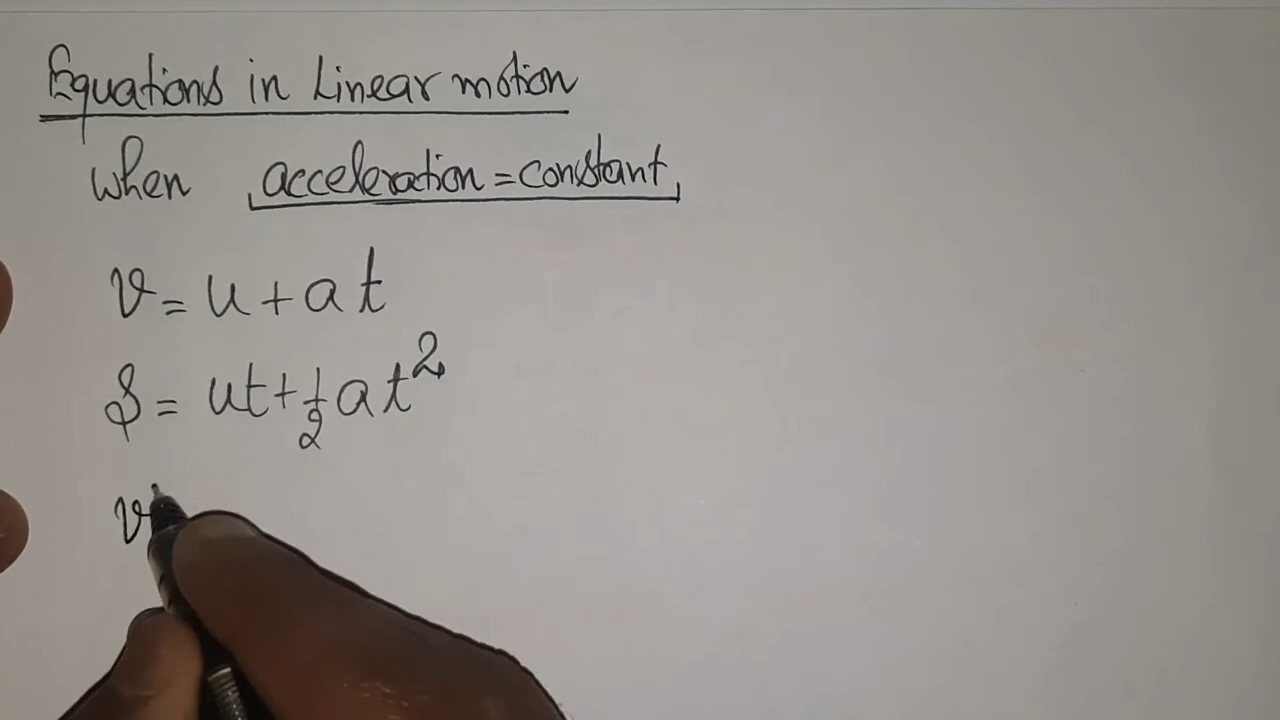 Equations in Linear motion
When acceleration = constant
v = u + at
S = ut + 1/2 at²
v